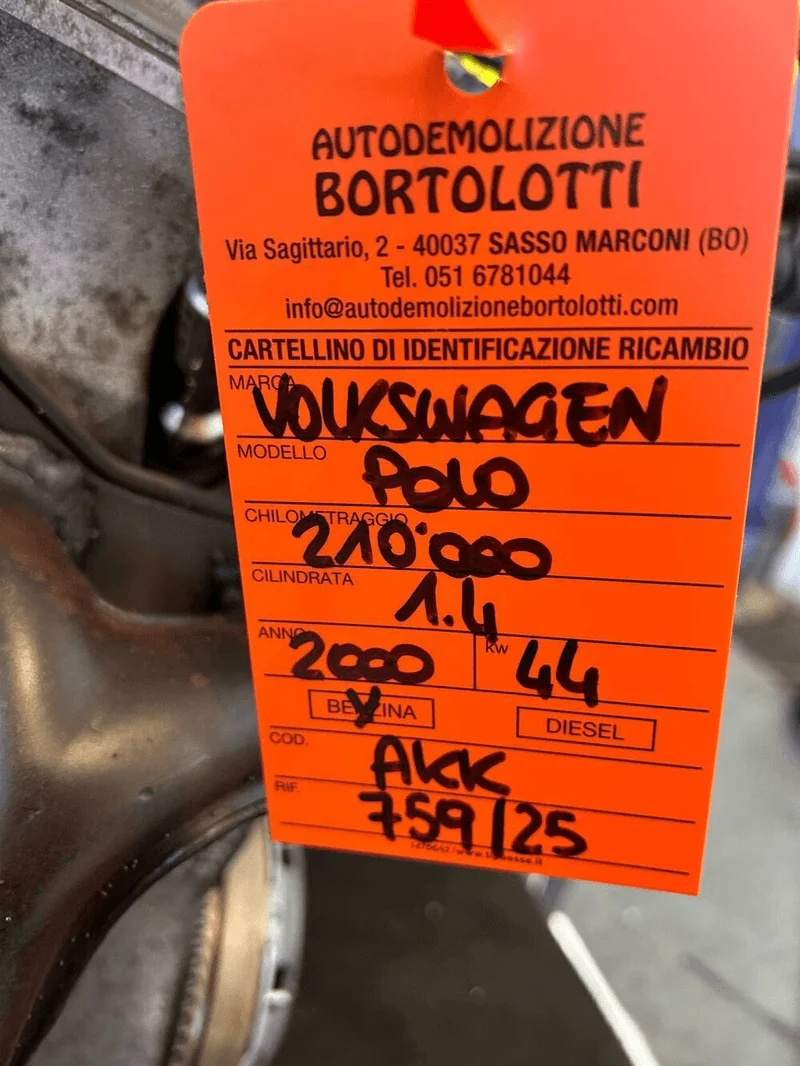 AUTODEMOLIZIONE
BORTOLOTTI
Via Sagittario, 2 - 40037 SASSO MARCONI (BO)
Tel. 051 6781044
info@autodemolizionebortolotti.com
CARTELLINO DI IDENTIFICAZIONE RICAMBIO
MARCA VOLKSWAGEN
MODELLO POLO
CHILOMETRAGGIO 210'000
CILINDRATA 1.4
ANNO 2000 Kw 44
BENZINA DIESEL
COD. AKK
RIF. 759/25